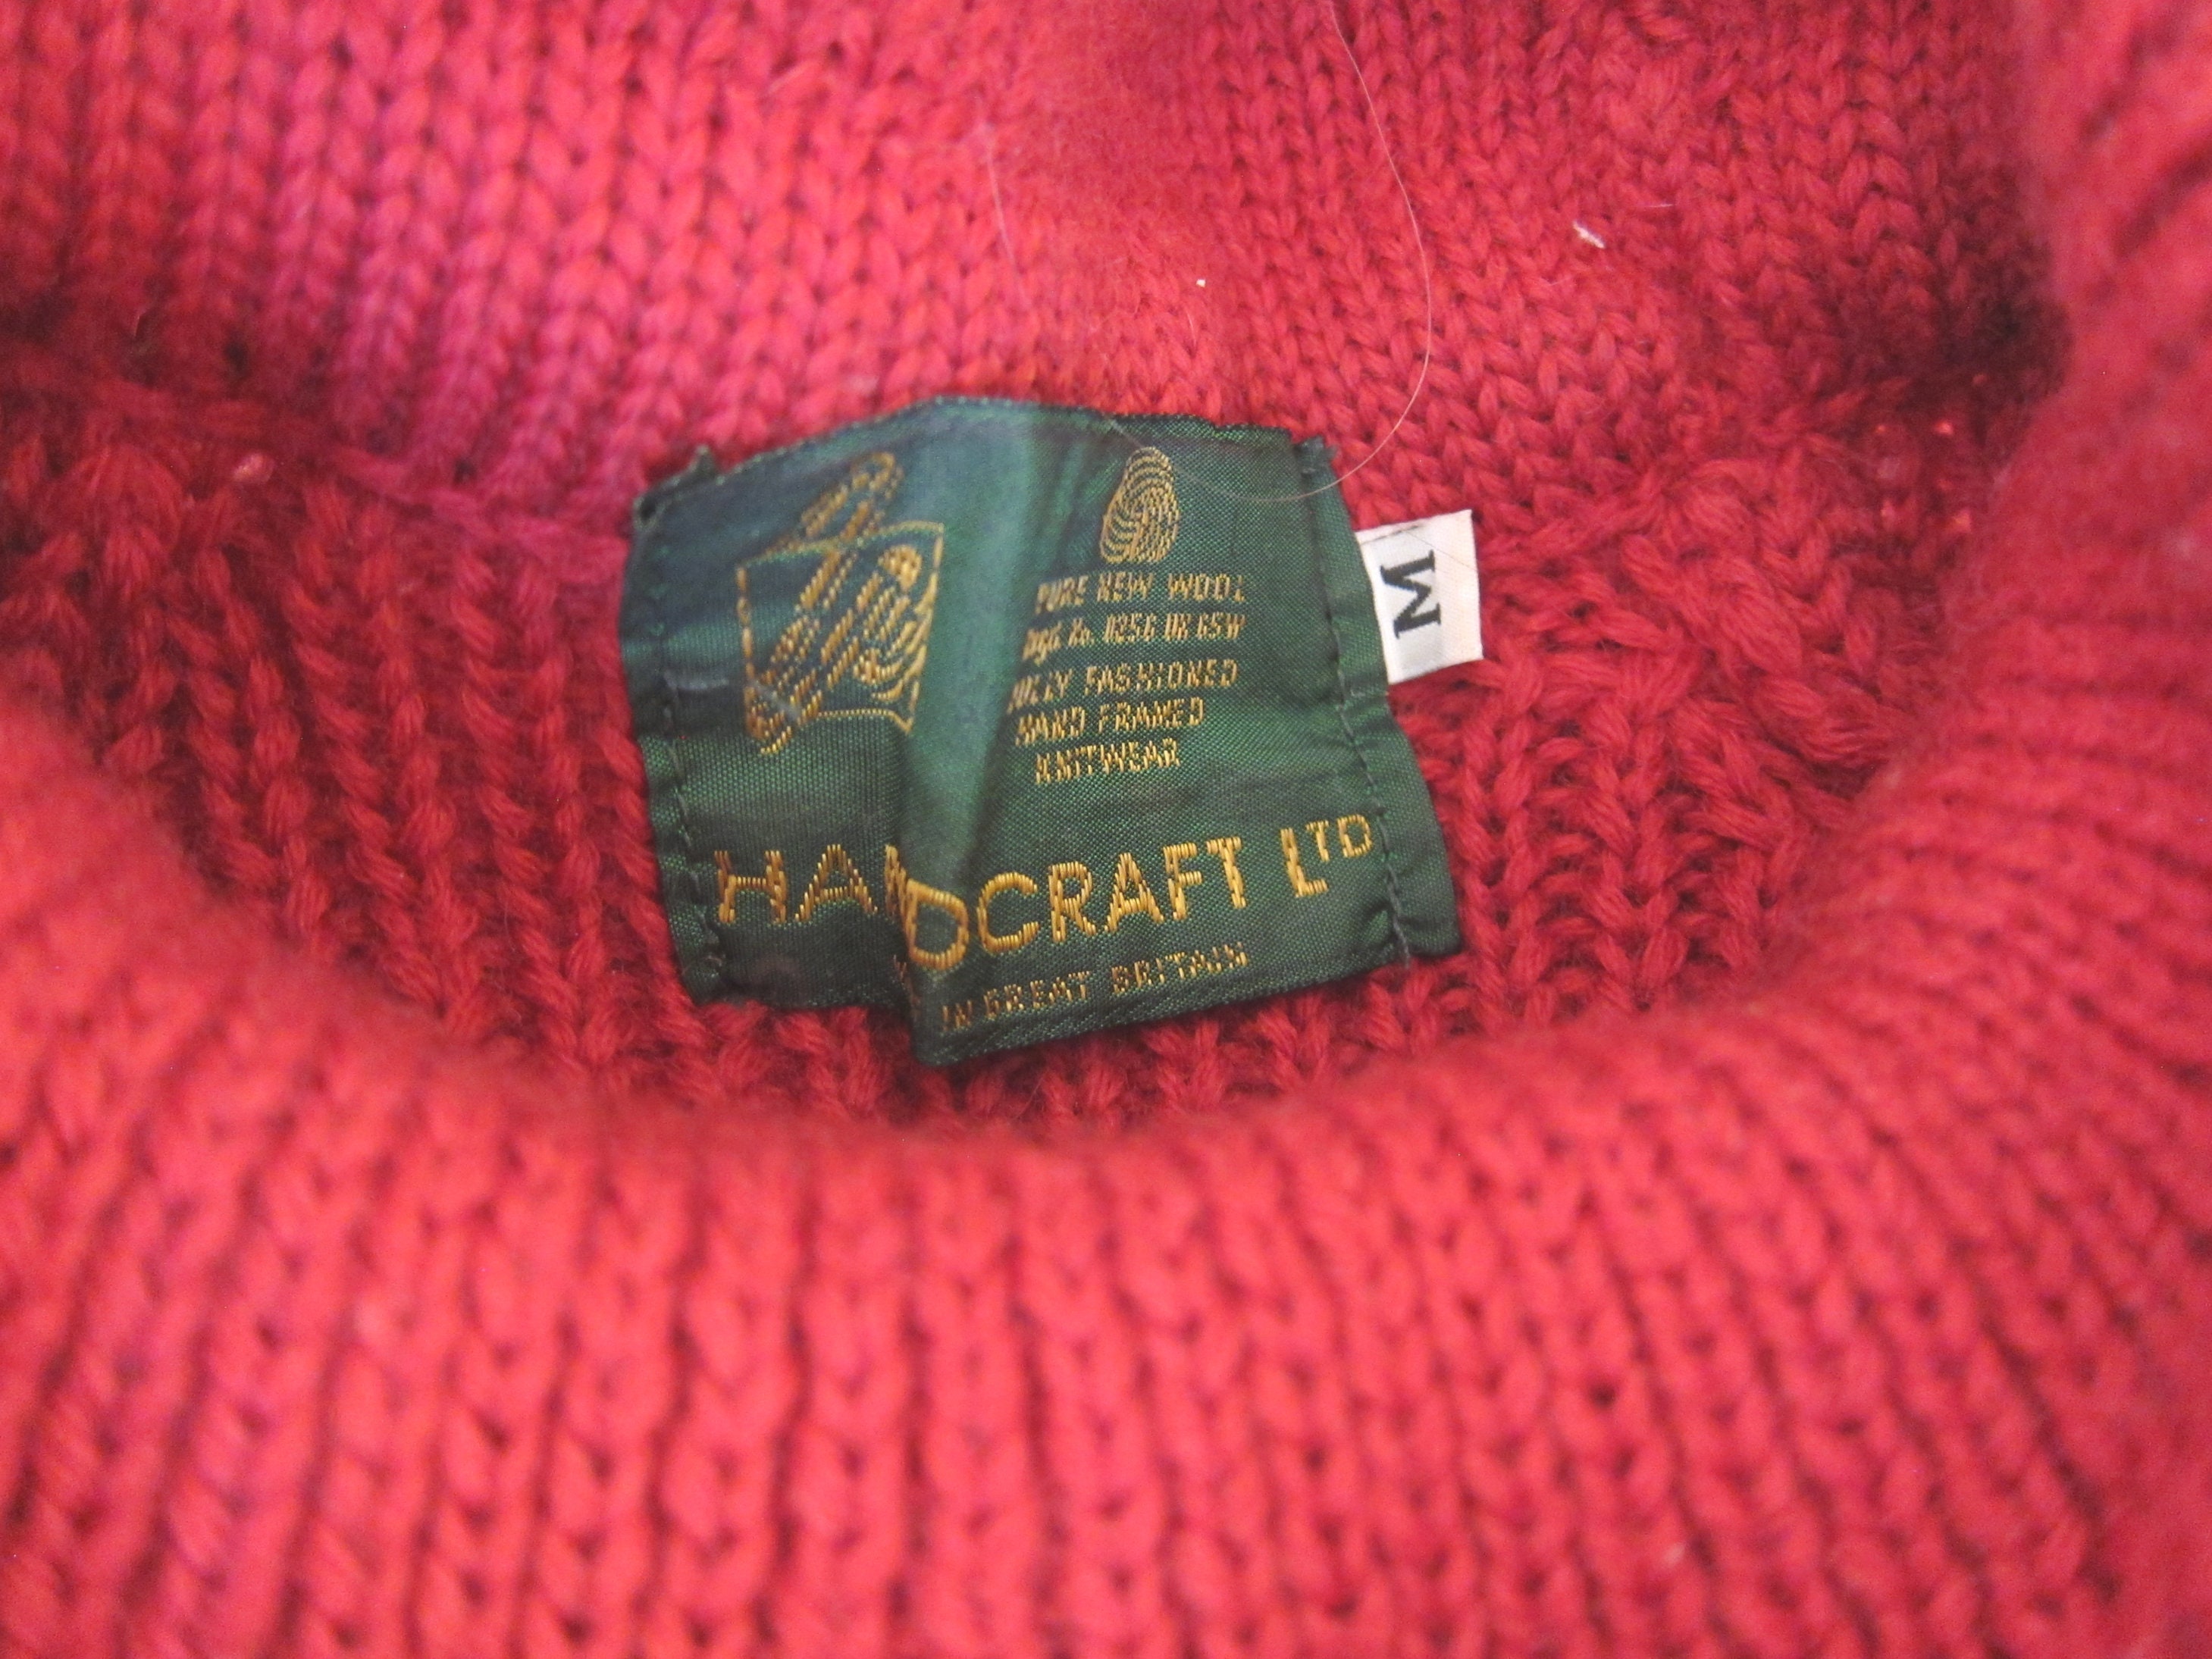 PURE NEW WOOL
FULLY FASHIONED
HAND FRAMED
KNITWEAR
M
HANDCRAFT LTD
IN GREAT BRITAIN